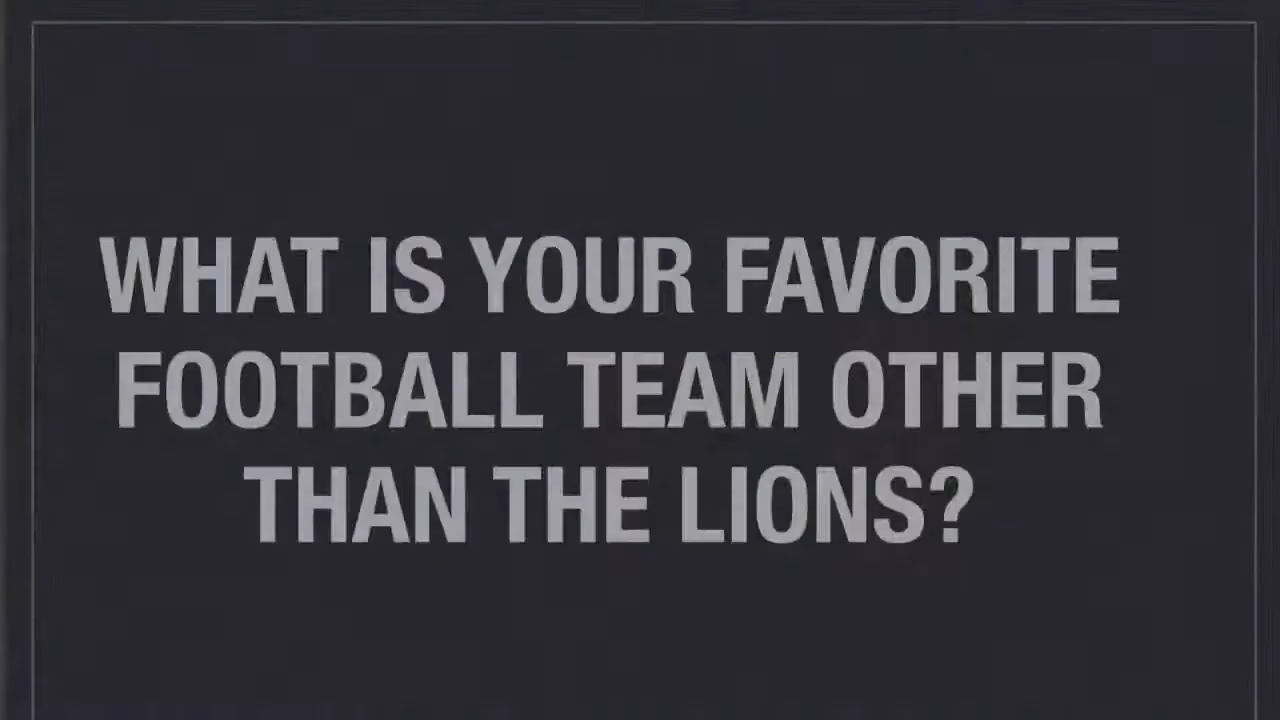 WHAT IS YOUR FAVORITE
FOOTBALL TEAM OTHER
THAN THE LIONS?